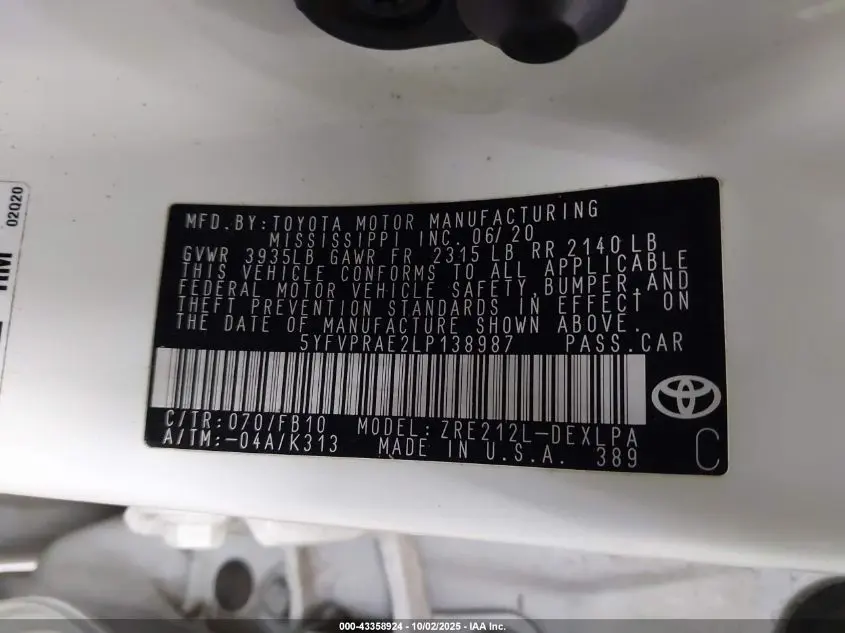 MFD. BY: TOYOTA MOTOR MANUFACTURING
MISSISSIPPI INC. 06/20
GVWR 3935LB GAWR FR 2315 LB RR 2140 LB
THIS VEHICLE CONFORMS TO ALL APPLICABLE
FEDERAL MOTOR VEHICLE SAFETY, BUMPER, AND
THEFT PREVENTION STANDARDS IN EFFECT ON
THE DATE OF MANUFACTURE SHOWN ABOVE.
5YFVPRAE2LP138987 PASS. CAR
C/TR: 070/FB10 MODEL: ZRE212L-DEXLPA
A/TM: -04A/K313 MADE IN U.S.A. 389 C
02020
HM
000-43358924 | 10/02/2025 - IAA Inc.